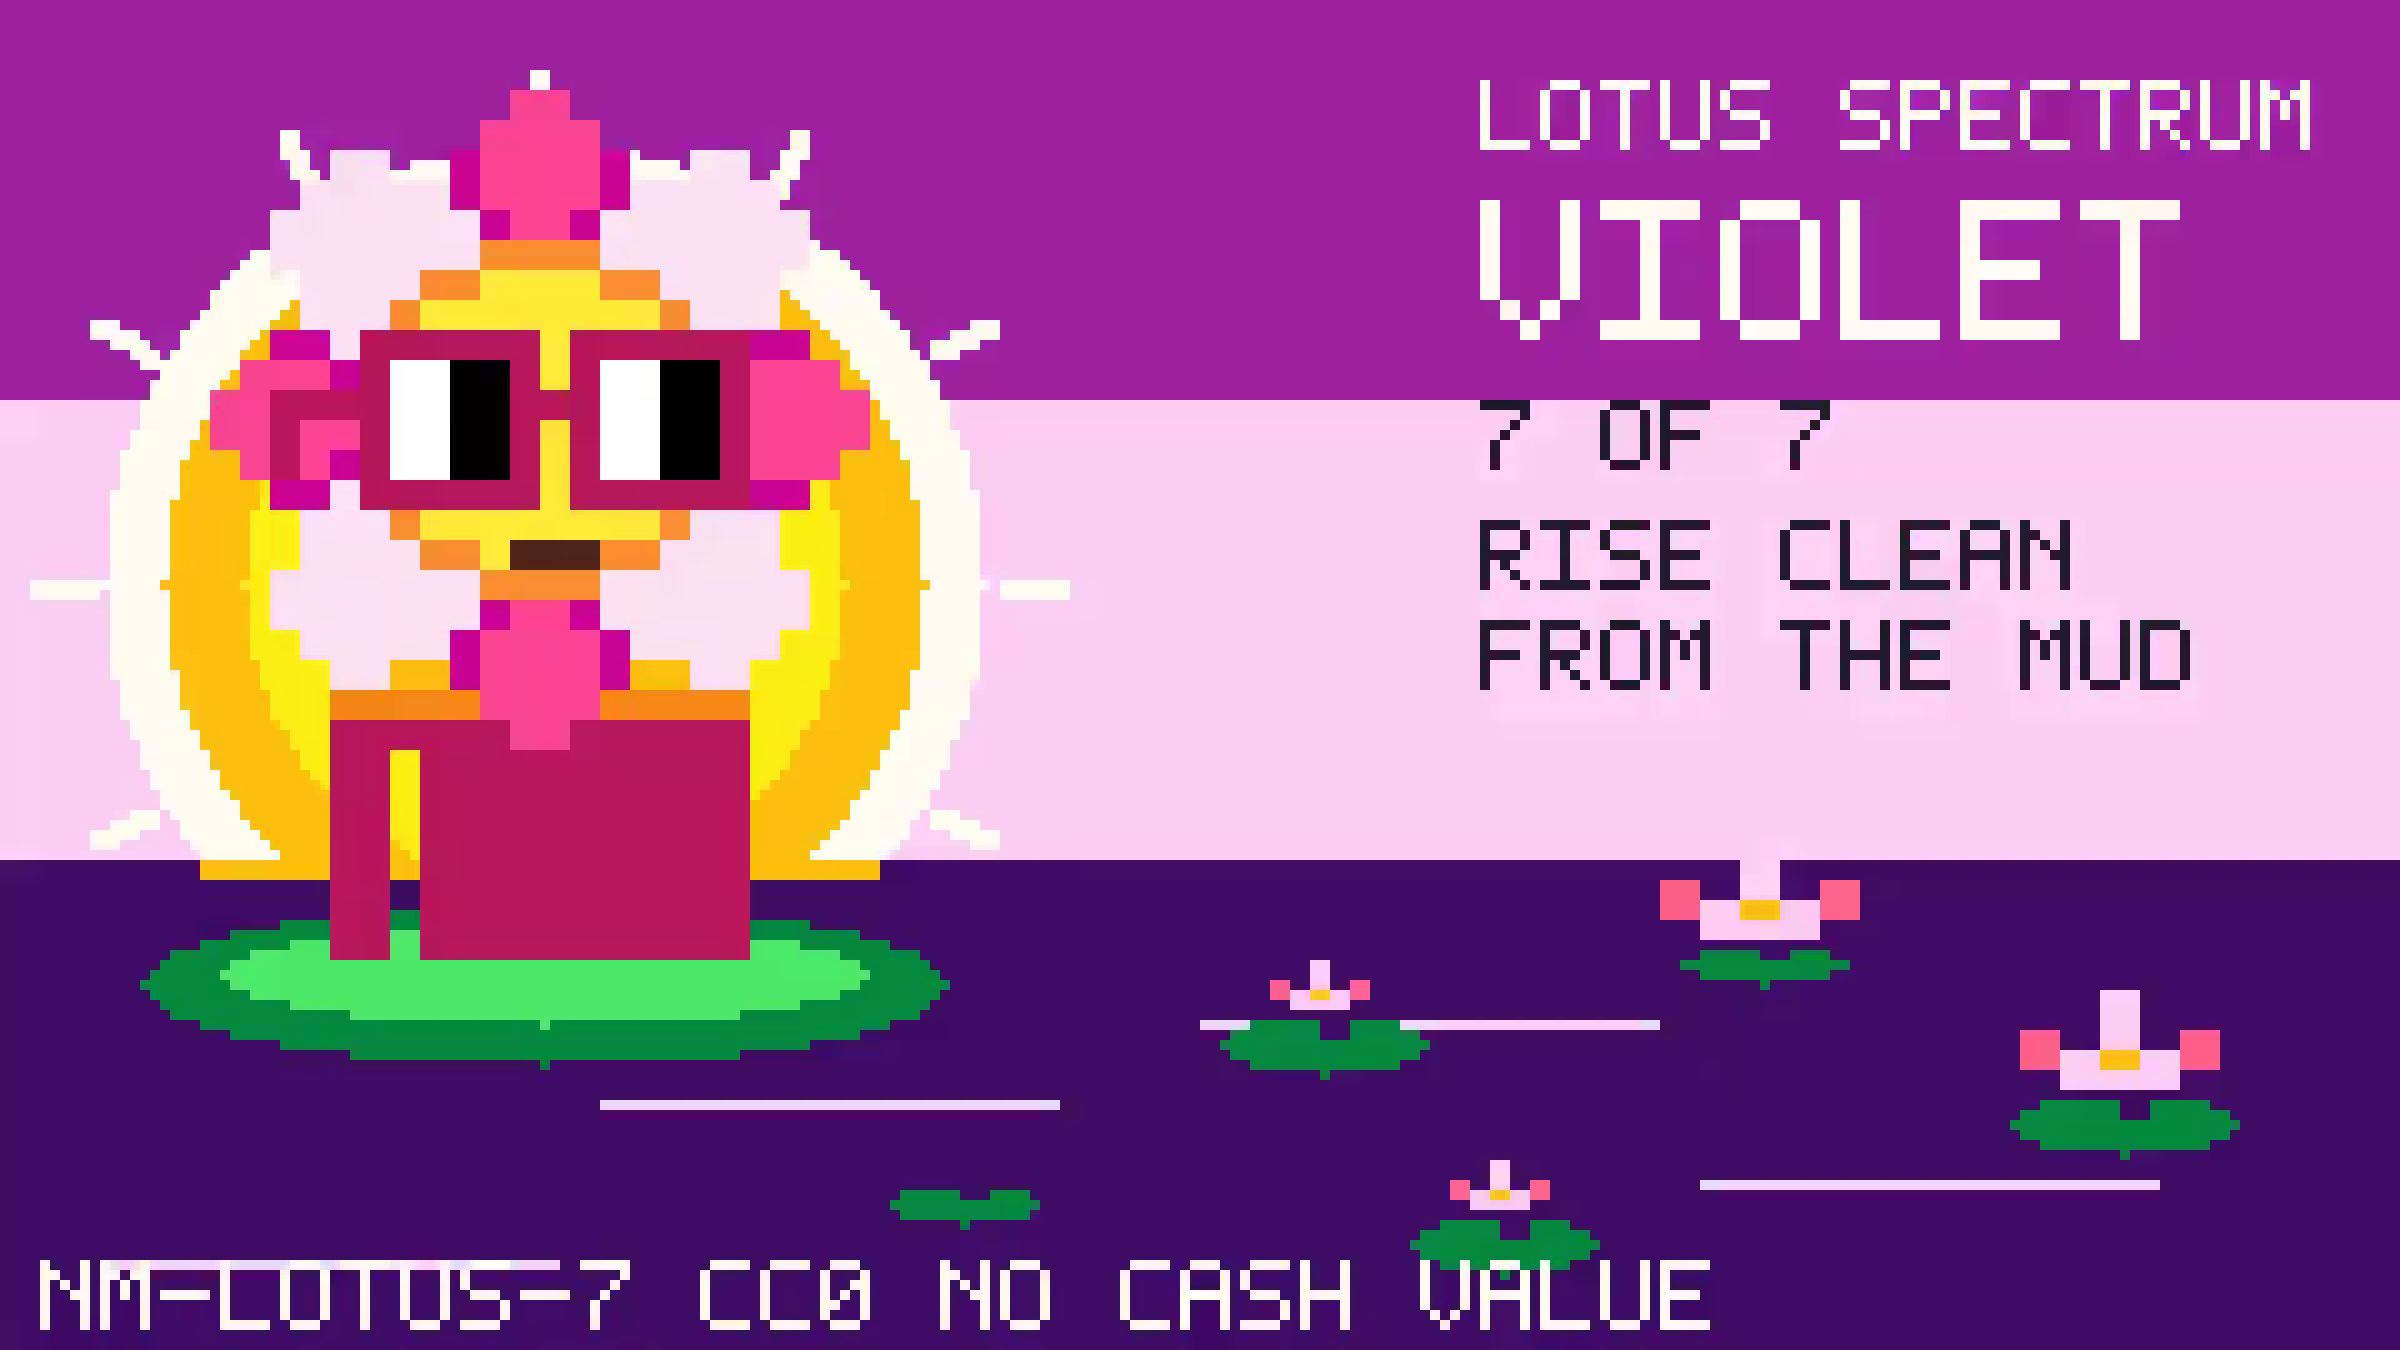 LOTUS SPECTRUM
VIOLET
7 OF 7
RISE CLEAN
FROM THE MUD
NM-LOTUS-7 CC0 NO CASH VALUE